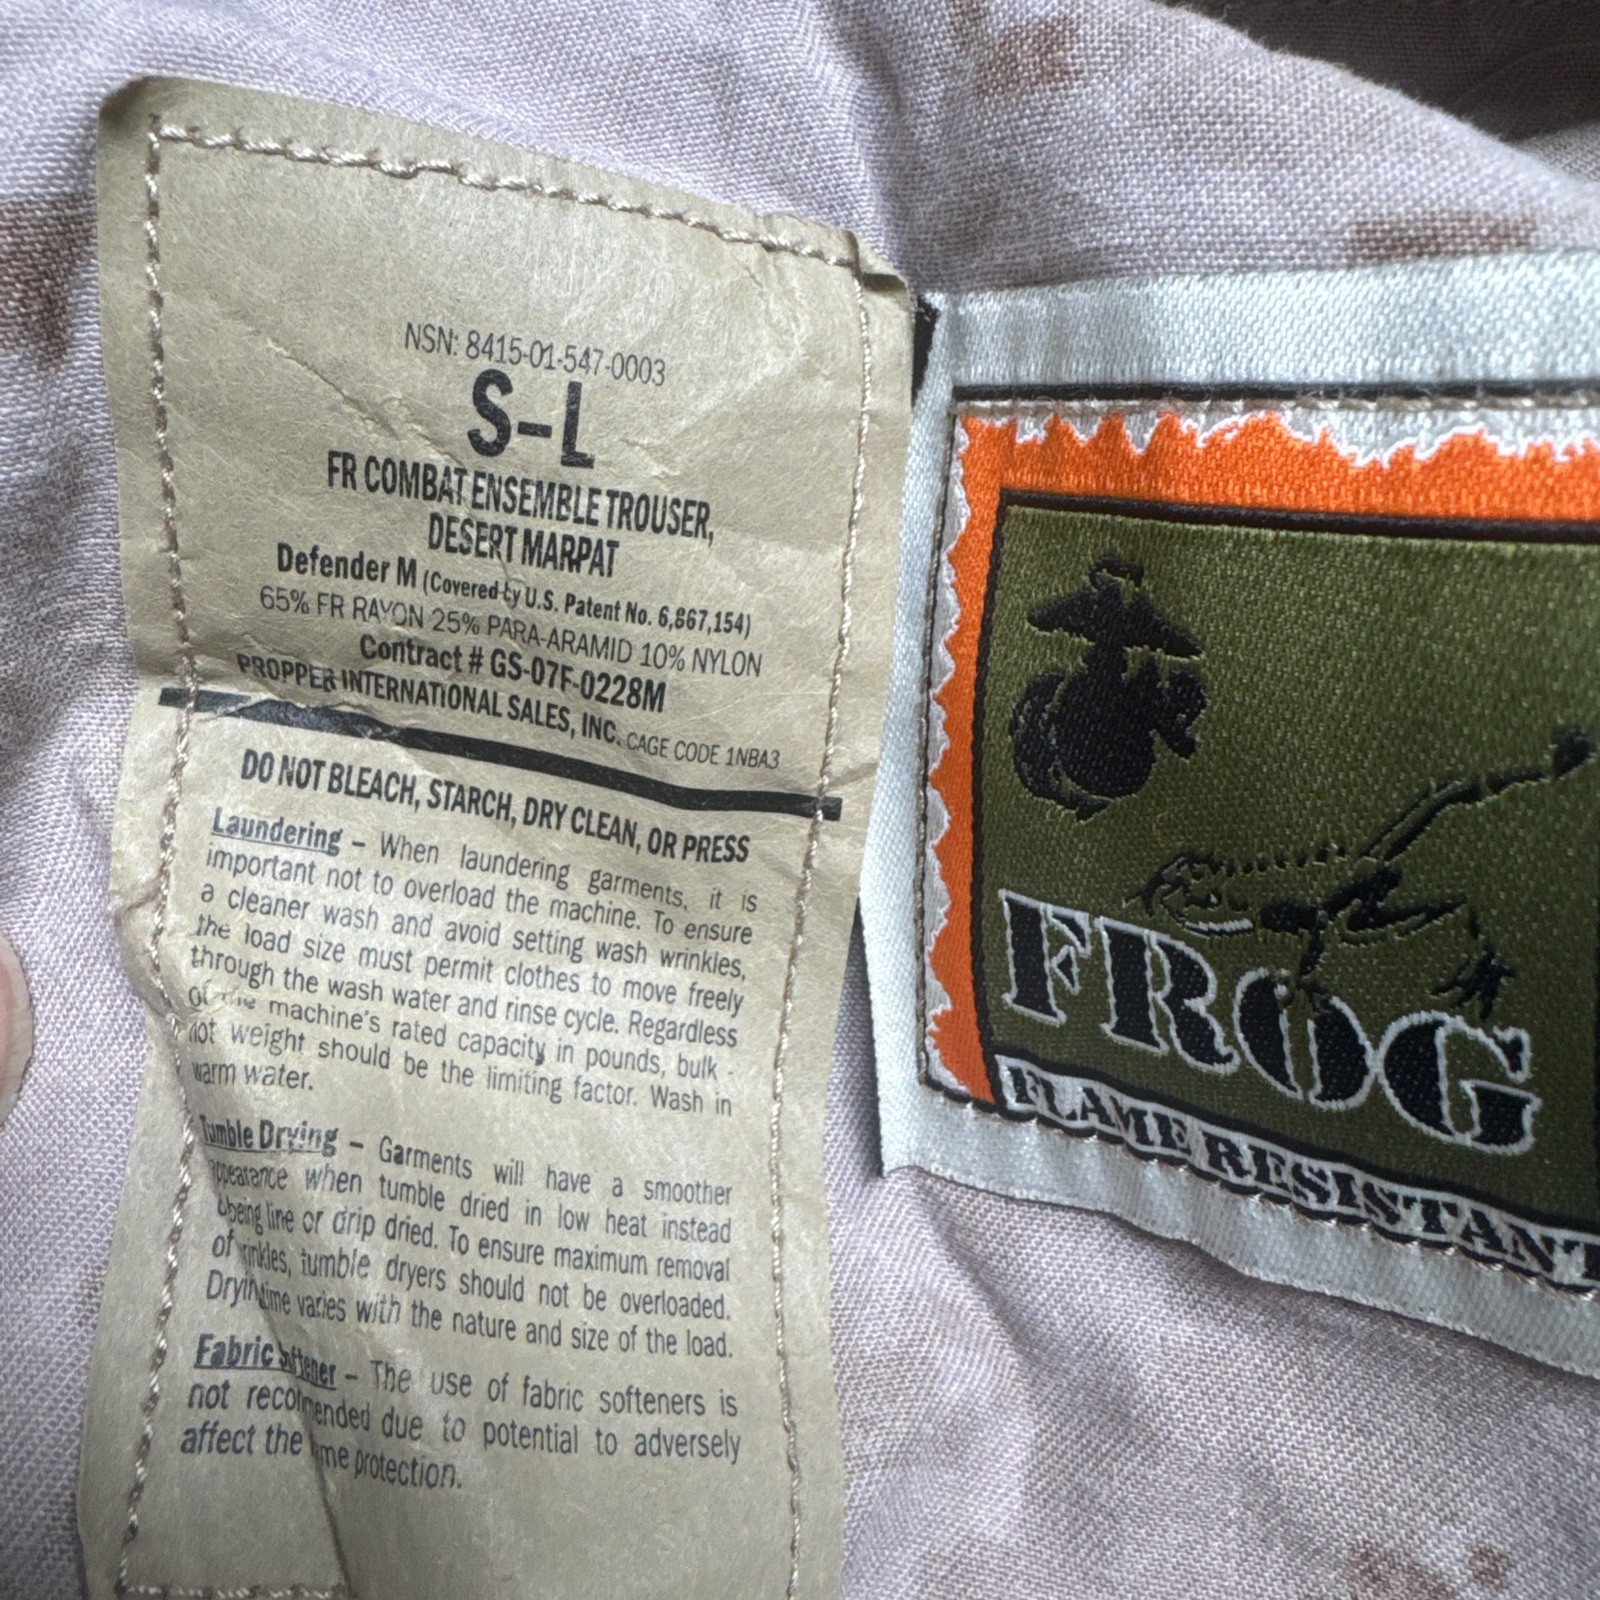 NSN: 8415-01-547-0003
S-L
FR COMBAT ENSEMBLE TROUSER,
DESERT MARPAT
Defender M (Covered by U.S. Patent No. 6,867,154)
65% FR RAYON 25% PARA-ARAMID 10% NYLON
Contract # GS-07F-0228M
PROPPER INTERNATIONAL SALES, INC. CAGE CODE 1NBA3
DO NOT BLEACH, STARCH, DRY CLEAN, OR PRESS
Laundering – When laundering garments, it is
important not to overload the machine. To ensure
a cleaner wash and avoid setting wash wrinkles,
the load size must permit clothes to move freely
through the wash water and rinse cycle. Regardless
of the machine's rated capacity in pounds, bulk -
not weight should be the limiting factor. Wash in
warm water.
Tumble Drying – Garments will have a smoother
appearance when tumble dried in low heat instead
being line or drip dried. To ensure maximum removal
of wrinkles, tumble dryers should not be overloaded.
Drying time varies with the nature and size of the load.
Fabric Softener – The use of fabric softeners is
not recommended due to potential to adversely
affect the protection.
FROG
FLAME RESISTANT